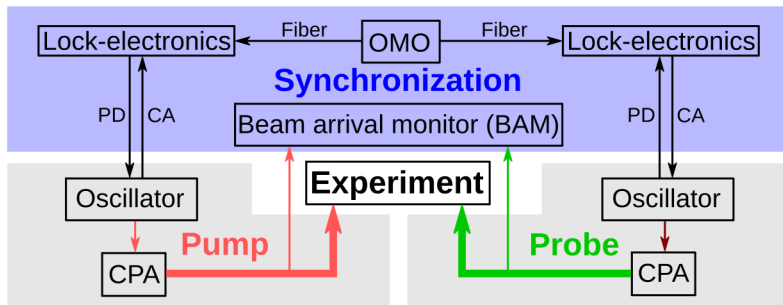 Lock-electronics
Fiber
OMO
Fiber
Lock-electronics
Synchronization
PD
CA
Beam arrival monitor (BAM)
PD
CA
Oscillator
Experiment
Oscillator
Pump
Probe
CPA
CPA